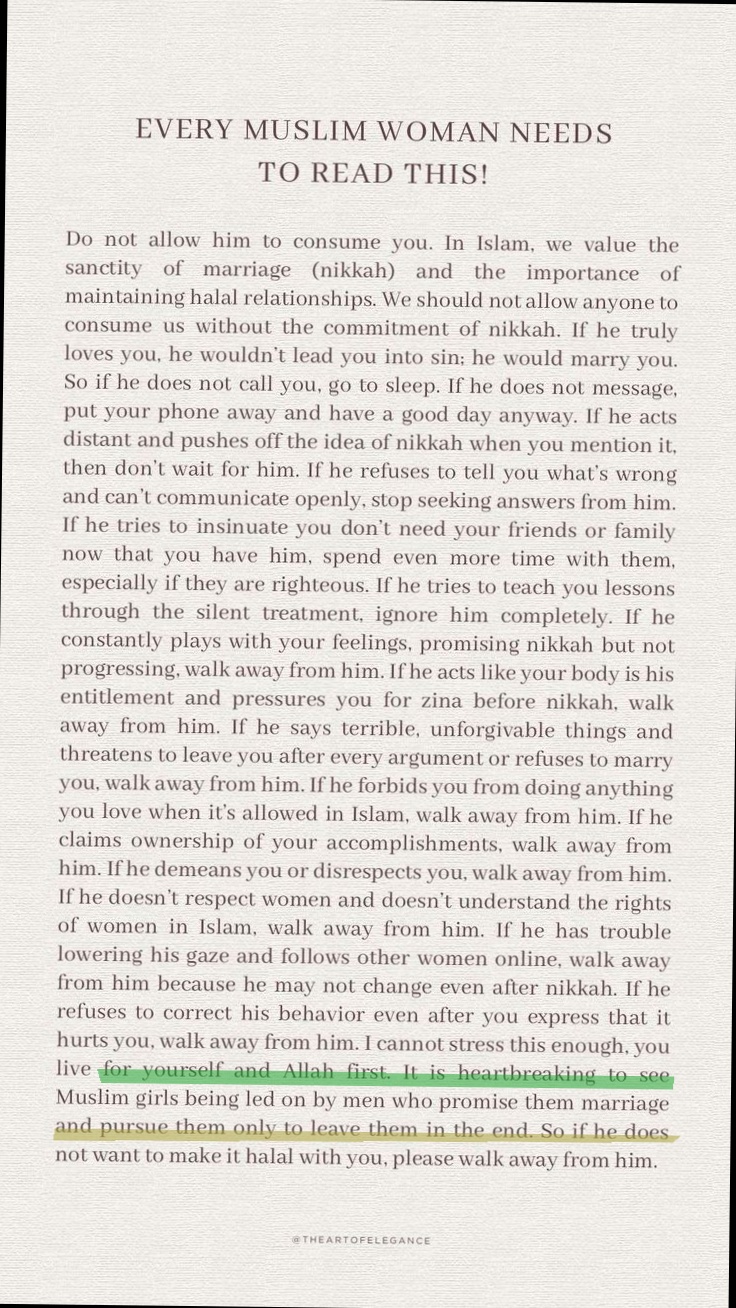 EVERY MUSLIM WOMAN NEEDS
TO READ THIS!
Do not allow him to consume you. In Islam, we value the
sanctity of marriage (nikkah) and the importance of
maintaining halal relationships. We should not allow anyone to
consume us without the commitment of nikkah. If he truly
loves you, he wouldn't lead you into sin; he would marry you.
So if he does not call you, go to sleep. If he does not message,
put your phone away and have a good day anyway. If he acts
distant and pushes off the idea of nikkah when you mention it,
then don't wait for him. If he refuses to tell you what's wrong
and can't communicate openly, stop seeking answers from him.
If he tries to insinuate you don't need your friends or family
now that you have him, spend even more time with them,
especially if they are righteous. If he tries to teach you lessons
through the silent treatment, ignore him completely. If he
constantly plays with your feelings, promising nikkah but not
progressing, walk away from him. If he acts like your body is his
entitlement and pressures you for zina before nikkah, walk
away from him. If he says terrible, unforgivable things and
threatens to leave you after every argument or refuses to marry
you, walk away from him. If he forbids you from doing anything
you love when it's allowed in Islam, walk away from him. If he
claims ownership of your accomplishments, walk away from
him. If he demeans you or disrespects you, walk away from him.
If he doesn't respect women and doesn't understand the rights
of women in Islam, walk away from him. If he has trouble
lowering his gaze and follows other women online, walk away
from him because he may not change even after nikkah. If he
refuses to correct his behavior even after you express that it
hurts you, walk away from him. I cannot stress this enough, you
live for yourself and Allah first. It is heartbreaking to see
Muslim girls being led on by men who promise them marriage
and pursue them only to leave them in the end. So if he does
not want to make it halal with you, please walk away from him.
@THEARTOFELEGANCE